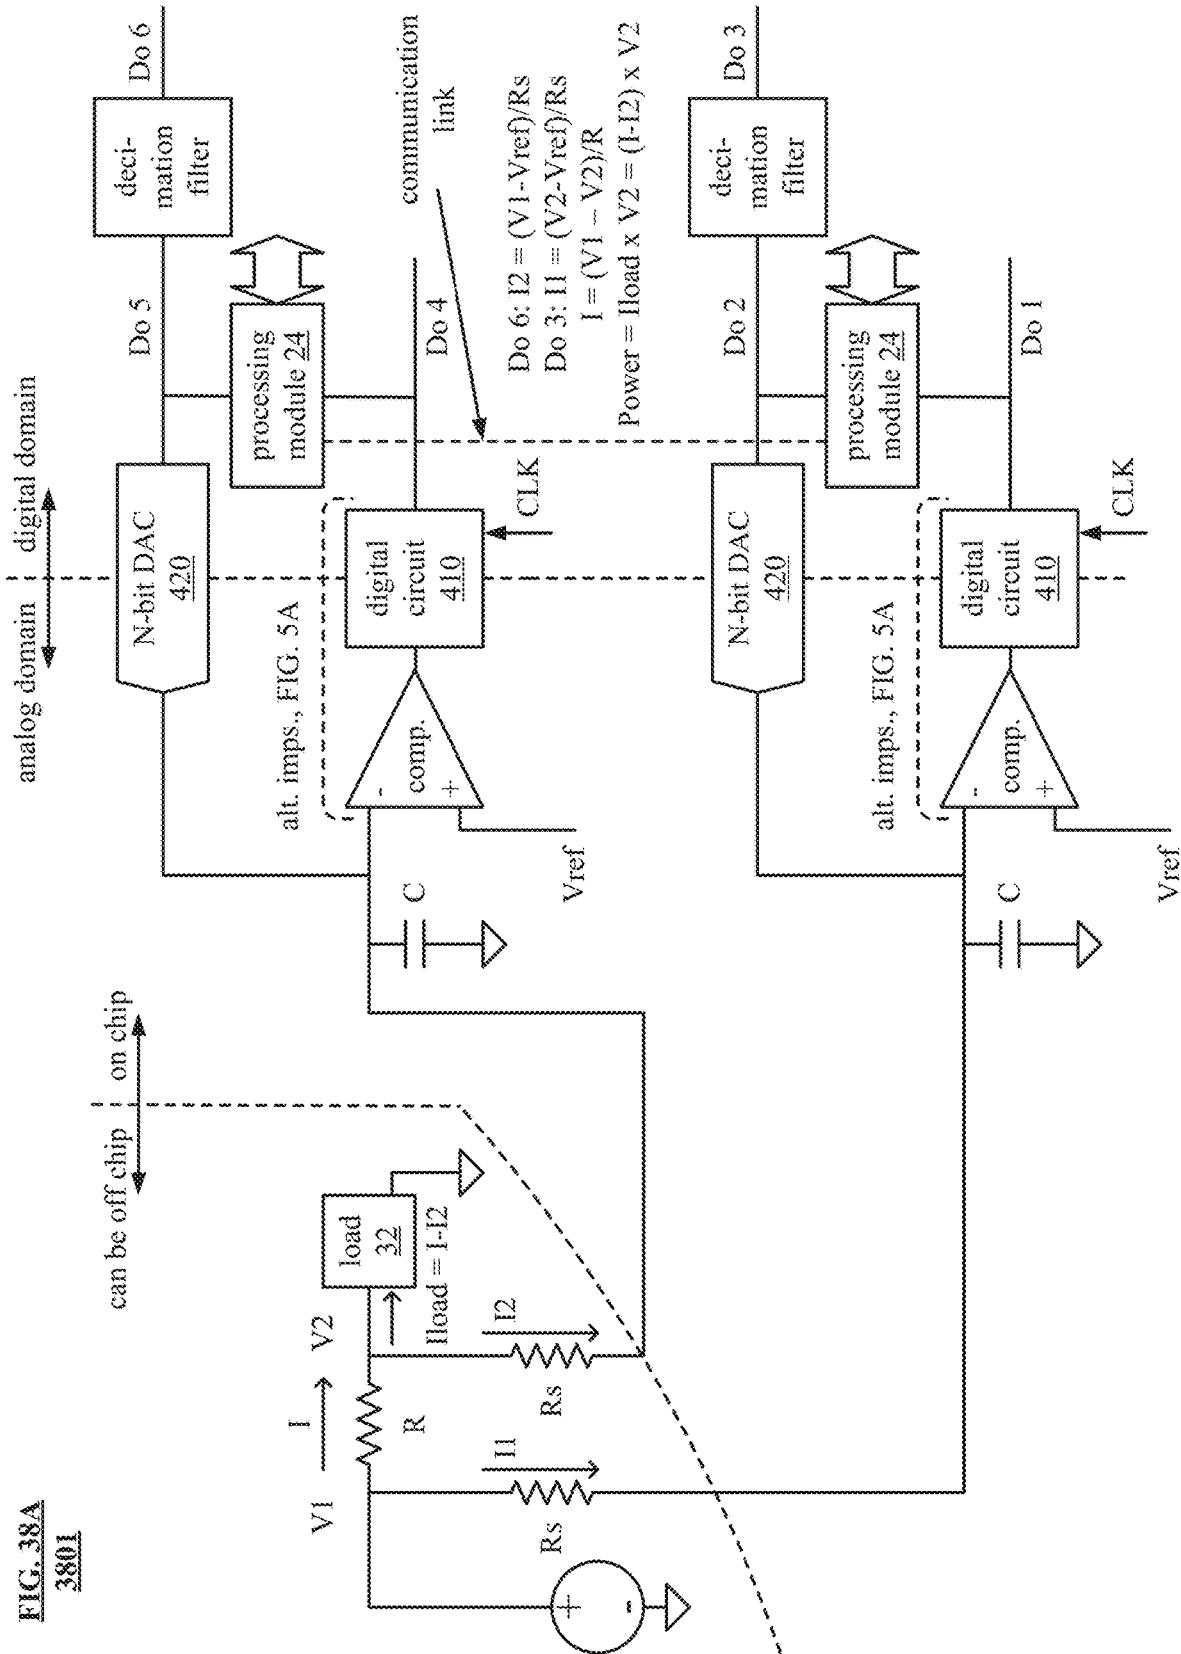 FIG. 38A
3801
can be off chip
on chip
analog domain
digital domain
N-bit DAC
420
Do 5
deci-
mation
filter
Do 6
processing
module 24
alt. imps., FIG. 5A
comp.
-
+
Vref
C
digital
circuit
410
CLK
Do 4
communication
link
V1
I
R
V2
load
32
Iload = I-I2
I1
Rs
I2
Rs
+
-
Do 6: I2 = (V1-Vref)/Rs
Do 3: I1 = (V2-Vref)/Rs
I = (V1 – V2)/R
Power = Iload x V2 = (I-I2) x V2
N-bit DAC
420
Do 2
deci-
mation
filter
Do 3
processing
module 24
alt. imps., FIG. 5A
comp.
-
+
Vref
C
digital
circuit
410
CLK
Do 1